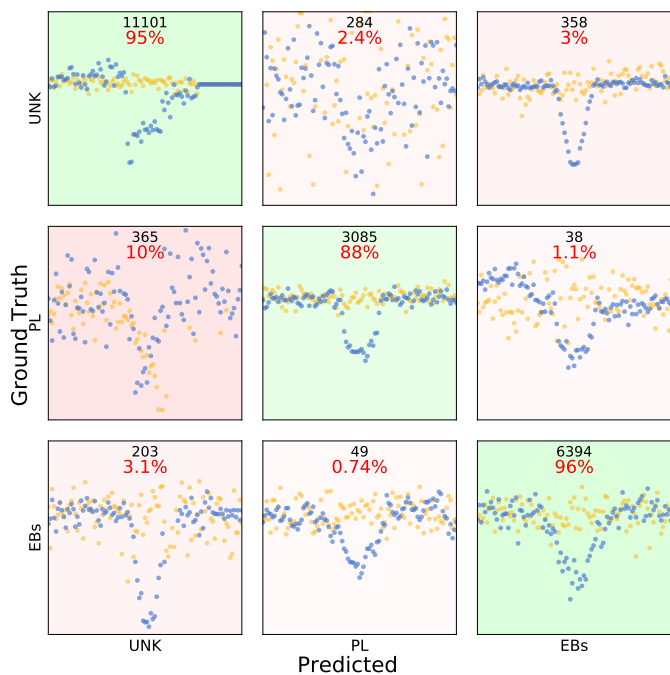 11101
95%
284
2.4%
358
3%
UNK
365
10%
3085
88%
38
1.1%
PL
Ground Truth
203
3.1%
49
0.74%
6394
96%
EBs
UNK
PL
EBs
Predicted